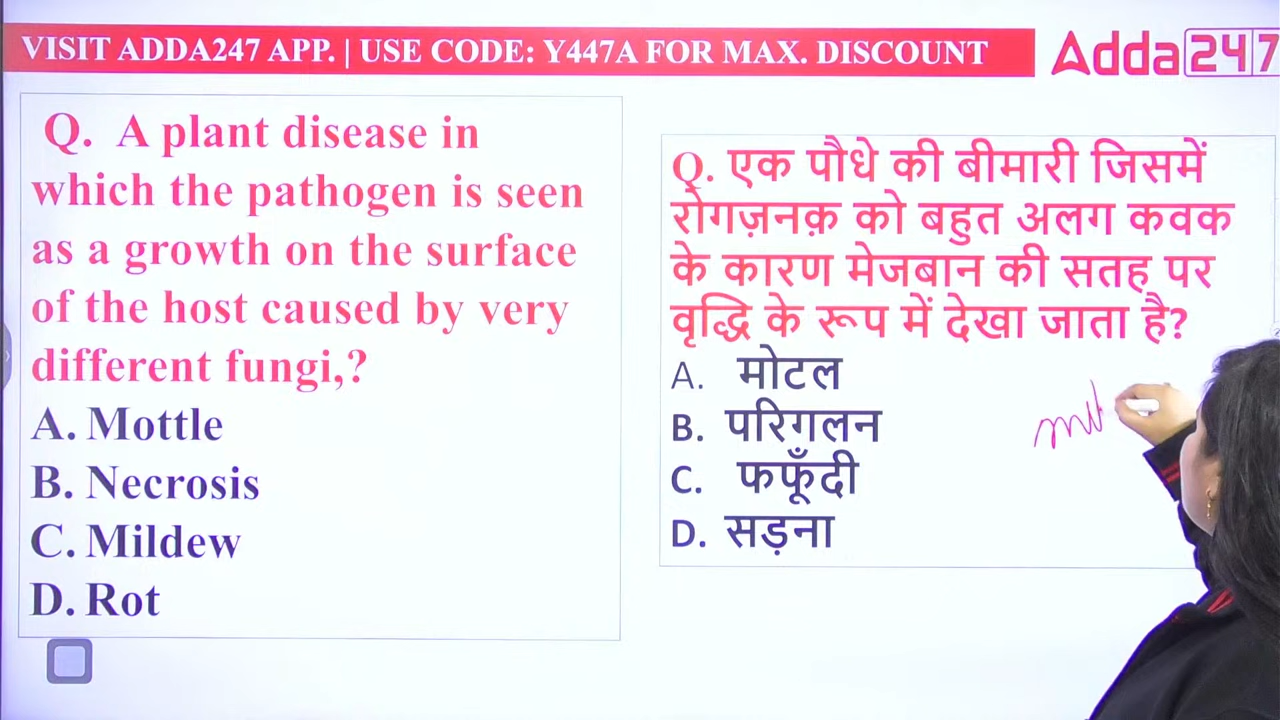 VISIT ADDA247 APP. | USE CODE: Y447A FOR MAX. DISCOUNT
Adda247
Q. A plant disease in
which the pathogen is seen
as a growth on the surface
of the host caused by very
different fungi,?
A. Mottle
B. Necrosis
C. Mildew
D. Rot
Q. एक पौधे की बीमारी जिसमें
रोगज़नक़ को बहुत अलग कवक
के कारण मेजबान की सतह पर
वृद्धि के रूप में देखा जाता है?
A. मोटल
B. परिगलन
C. फफूँदी
D. सड़ना